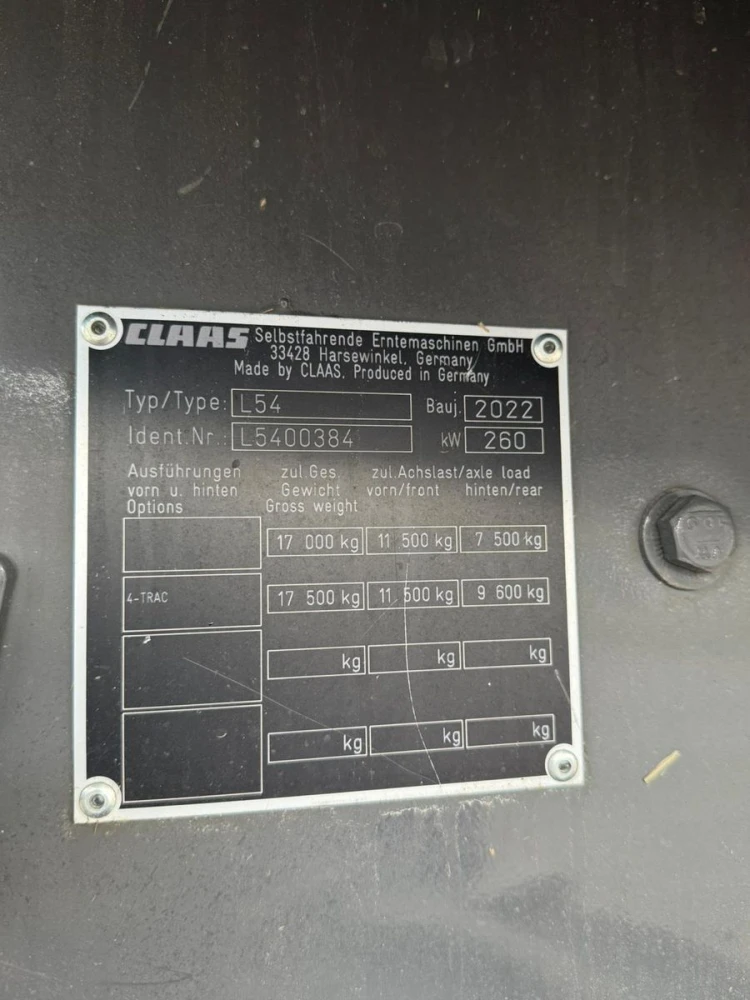 CLAAS Selbstfahrende Erntemaschinen GmbH
33428 Harsewinkel, Germany
Made by CLAAS. Produced in Germany
Typ/Type: L54 Bauj. 2022
Ident.Nr.: L5400384 kW 260
Ausführungen zul.Ges. zul.Achslast/axle load
vorn u. hinten Gewicht vorn/front hinten/rear
Options Gross weight
17 000 kg 11 500 kg 7 500 kg
4-TRAC 17 500 kg 11 500 kg 9 600 kg
kg kg kg
kg kg kg